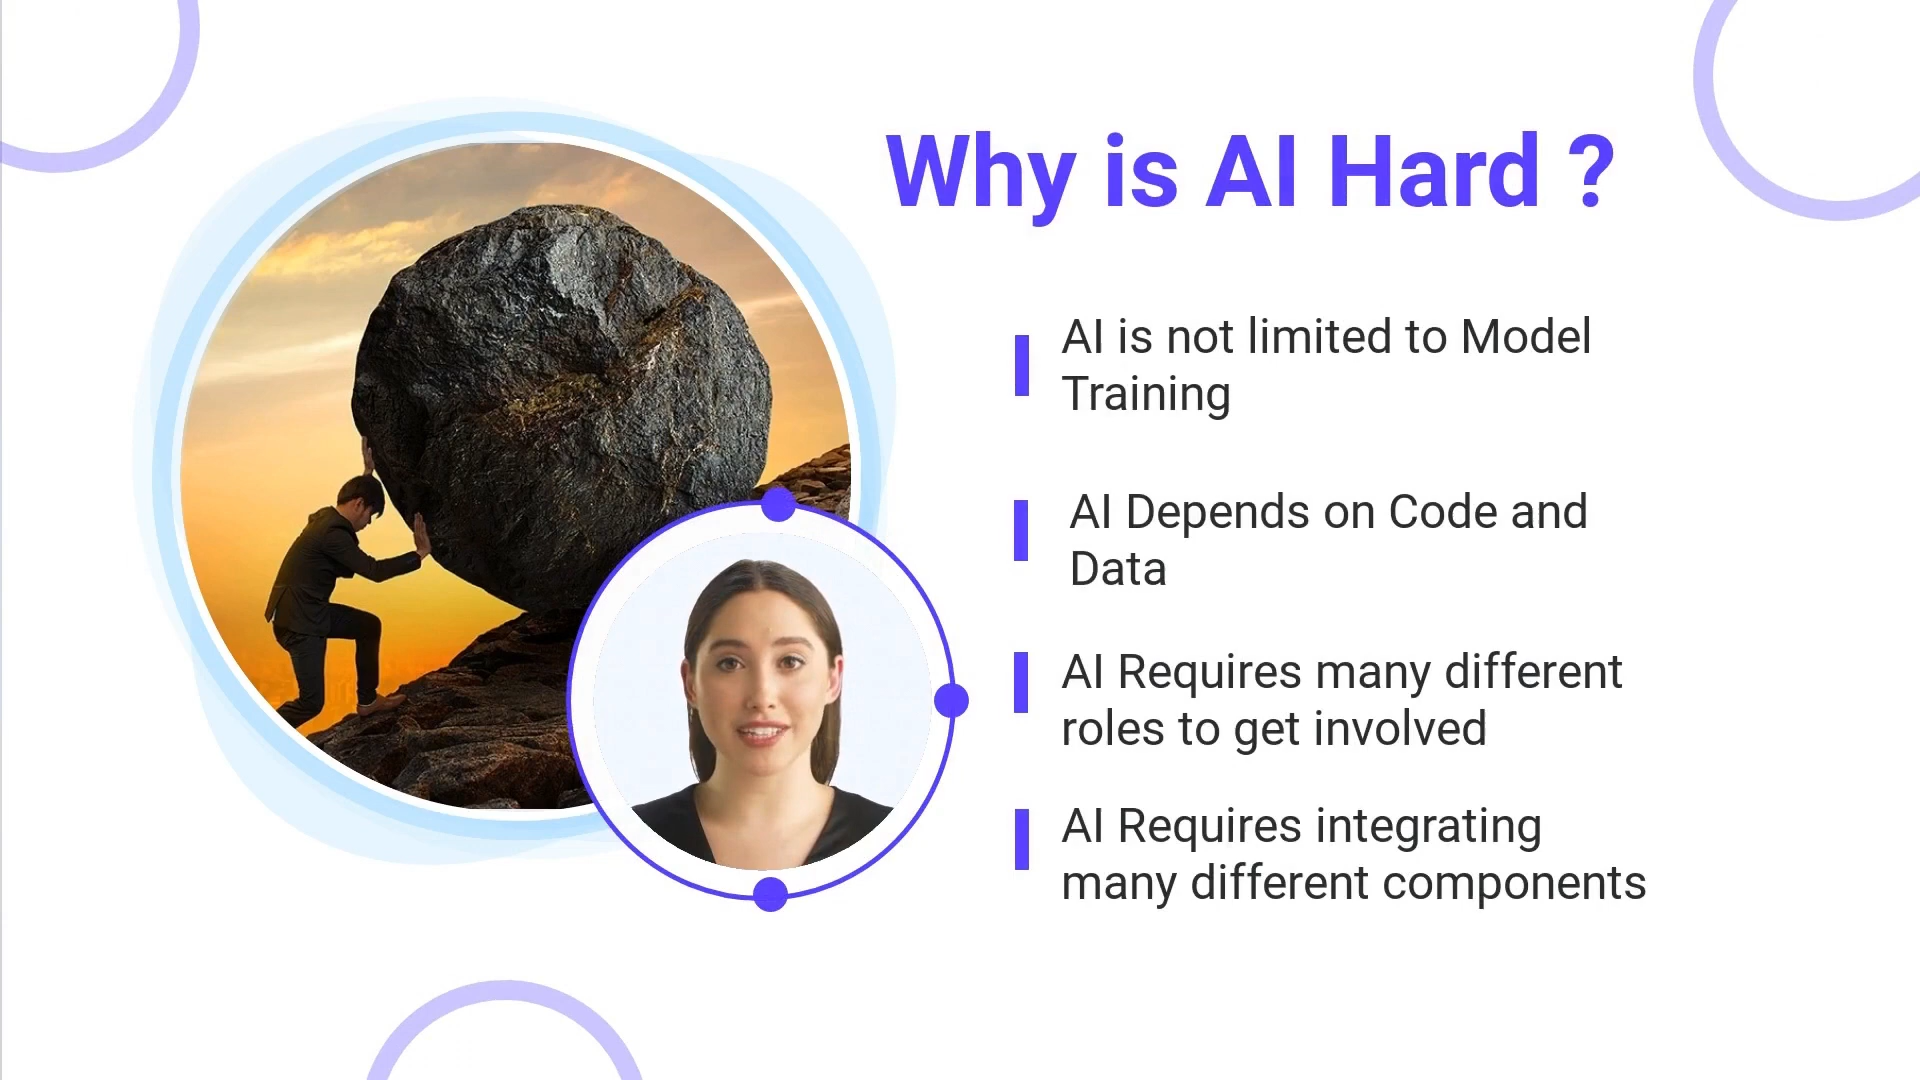 Why is AI Hard ?
AI is not limited to Model
Training
AI Depends on Code and
Data
AI Requires many different
roles to get involved
AI Requires integrating
many different components